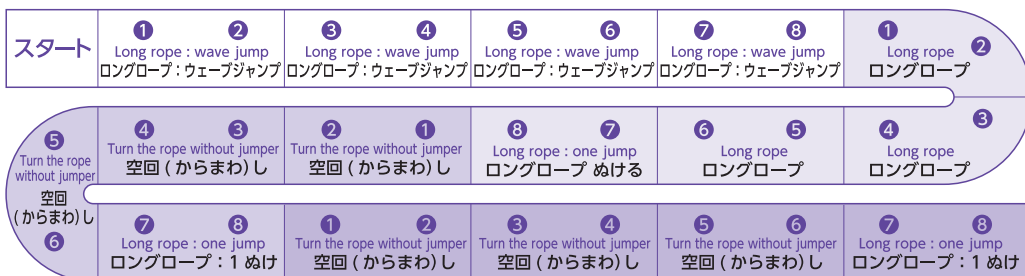 スタート
❶ ❷
Long rope : wave jump
ロングロープ：ウェーブジャンプ
❸ ❹
Long rope : wave jump
ロングロープ：ウェーブジャンプ
❺ ❻
Long rope : wave jump
ロングロープ：ウェーブジャンプ
❼ ❽
Long rope : wave jump
ロングロープ：ウェーブジャンプ
❶ ❷
Long rope
ロングロープ
❸
❹
Long rope
ロングロープ
❻ ❺
Long rope
ロングロープ
❽ ❼
Long rope : one jump
ロングロープ ぬける
❷ ❶
Turn the rope without jumper
空回 ( からまわ ) し
❹ ❸
Turn the rope without jumper
空回 ( からまわ ) し
❺
Turn the rope
without jumper
空回
( からまわ ) し
❻
❼ ❽
Long rope : one jump
ロングロープ：1 ぬけ
❶ ❷
Turn the rope without jumper
空回 ( からまわ ) し
❸ ❹
Turn the rope without jumper
空回 ( からまわ ) し
❺ ❻
Turn the rope without jumper
空回 ( からまわ ) し
❼ ❽
Long rope : one jump
ロングロープ：1 ぬけ